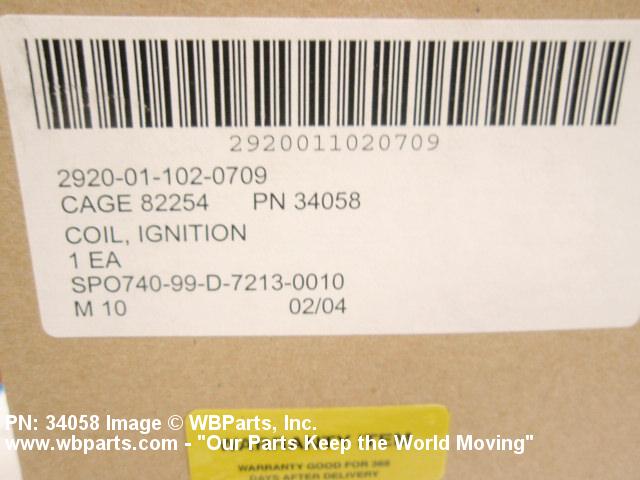 2920011020709
2920-01-102-0709
CAGE 82254 PN 34058
COIL, IGNITION
1 EA
SPO740-99-D-7213-0010
M 10 02/04
PN: 34058 Image © WBParts, Inc.
www.wbparts.com - "Our Parts Keep the World Moving"
WARRANTY ITEM
WARRANTY GOOD FOR 365
DAYS AFTER DELIVERY